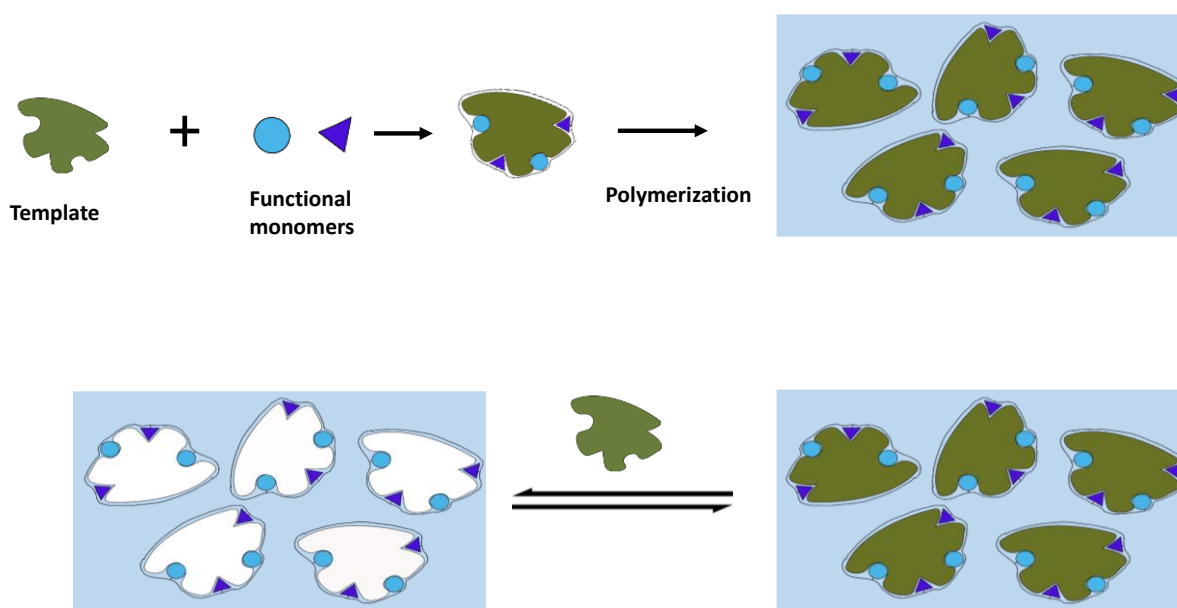 +
Template
Functional
monomers
Polymerization